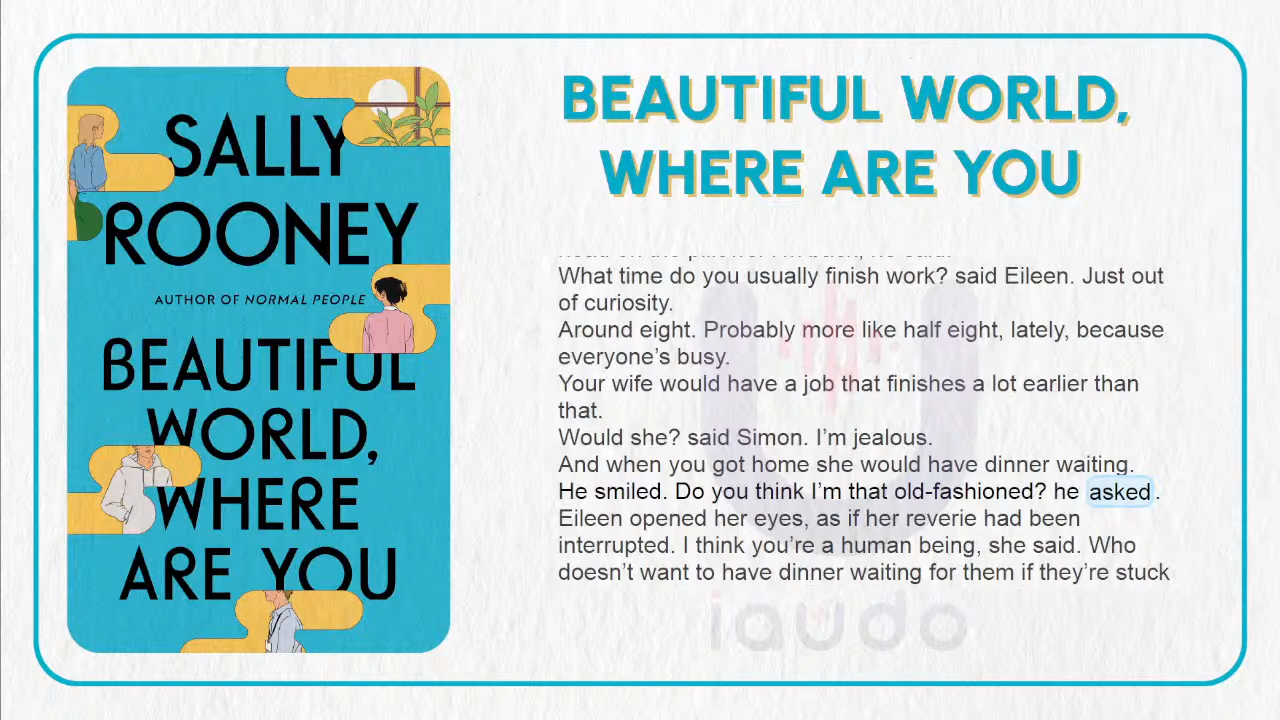 SALLY
ROONEY
AUTHOR OF NORMAL PEOPLE
BEAUTIFUL
WORLD,
WHERE
ARE YOU
BEAUTIFUL WORLD,
WHERE ARE YOU
What time do you usually finish work? said Eileen. Just out
of curiosity.
Around eight. Probably more like half eight, lately, because
everyone’s busy.
Your wife would have a job that finishes a lot earlier than
that.
Would she? said Simon. I’m jealous.
And when you got home she would have dinner waiting.
He smiled. Do you think I’m that old-fashioned? he asked.
Eileen opened her eyes, as if her reverie had been
interrupted. I think you’re a human being, she said. Who
doesn’t want to have dinner waiting for them if they’re stuck
iaudo